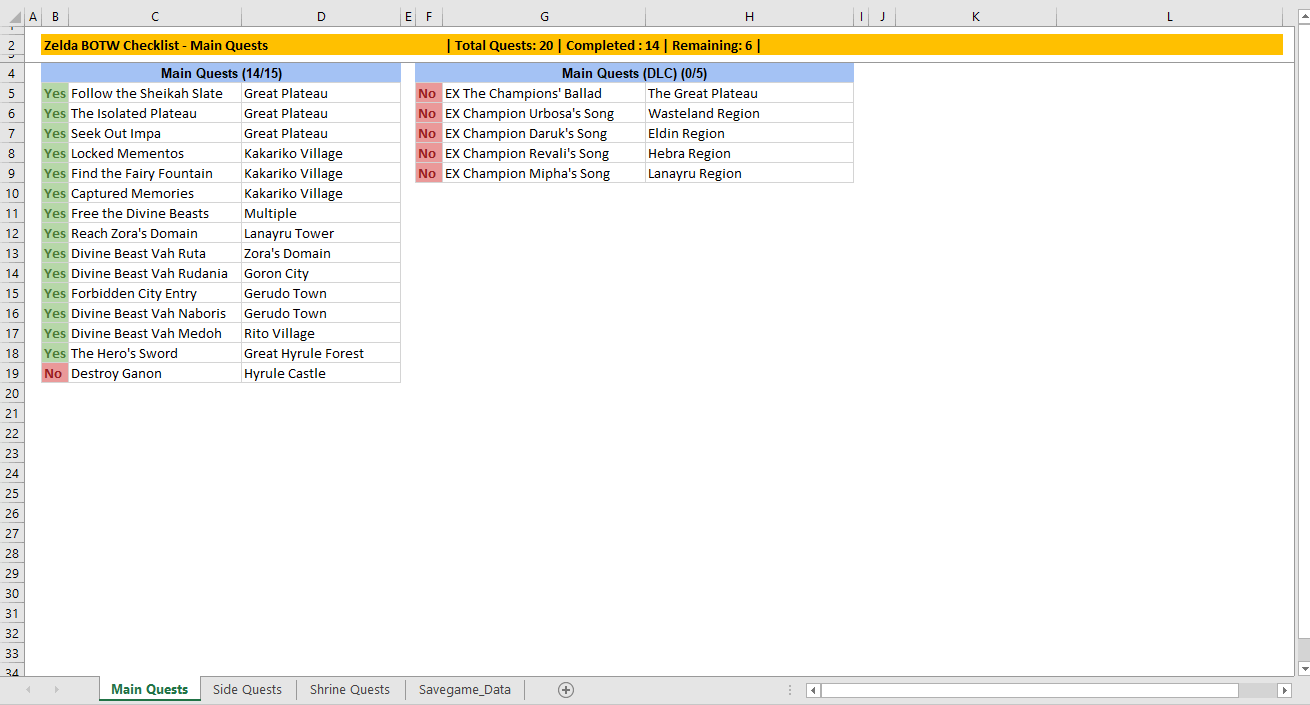 A B C D E F G H I J K L
2 Zelda BOTW Checklist - Main Quests | Total Quests: 20 | Completed : 14 | Remaining: 6 |
4 Main Quests (14/15) Main Quests (DLC) (0/5)
5 Yes Follow the Sheikah Slate Great Plateau No EX The Champions' Ballad The Great Plateau
6 Yes The Isolated Plateau Great Plateau No EX Champion Urbosa's Song Wasteland Region
7 Yes Seek Out Impa Great Plateau No EX Champion Daruk's Song Eldin Region
8 Yes Locked Mementos Kakariko Village No EX Champion Revali's Song Hebra Region
9 Yes Find the Fairy Fountain Kakariko Village No EX Champion Mipha's Song Lanayru Region
10 Yes Captured Memories Kakariko Village
11 Yes Free the Divine Beasts Multiple
12 Yes Reach Zora's Domain Lanayru Tower
13 Yes Divine Beast Vah Ruta Zora's Domain
14 Yes Divine Beast Vah Rudania Goron City
15 Yes Forbidden City Entry Gerudo Town
16 Yes Divine Beast Vah Naboris Gerudo Town
17 Yes Divine Beast Vah Medoh Rito Village
18 Yes The Hero's Sword Great Hyrule Forest
19 No Destroy Ganon Hyrule Castle
20
21
22
23
24
25
26
27
28
29
30
31
32
33
34
Main Quests Side Quests Shrine Quests Savegame_Data